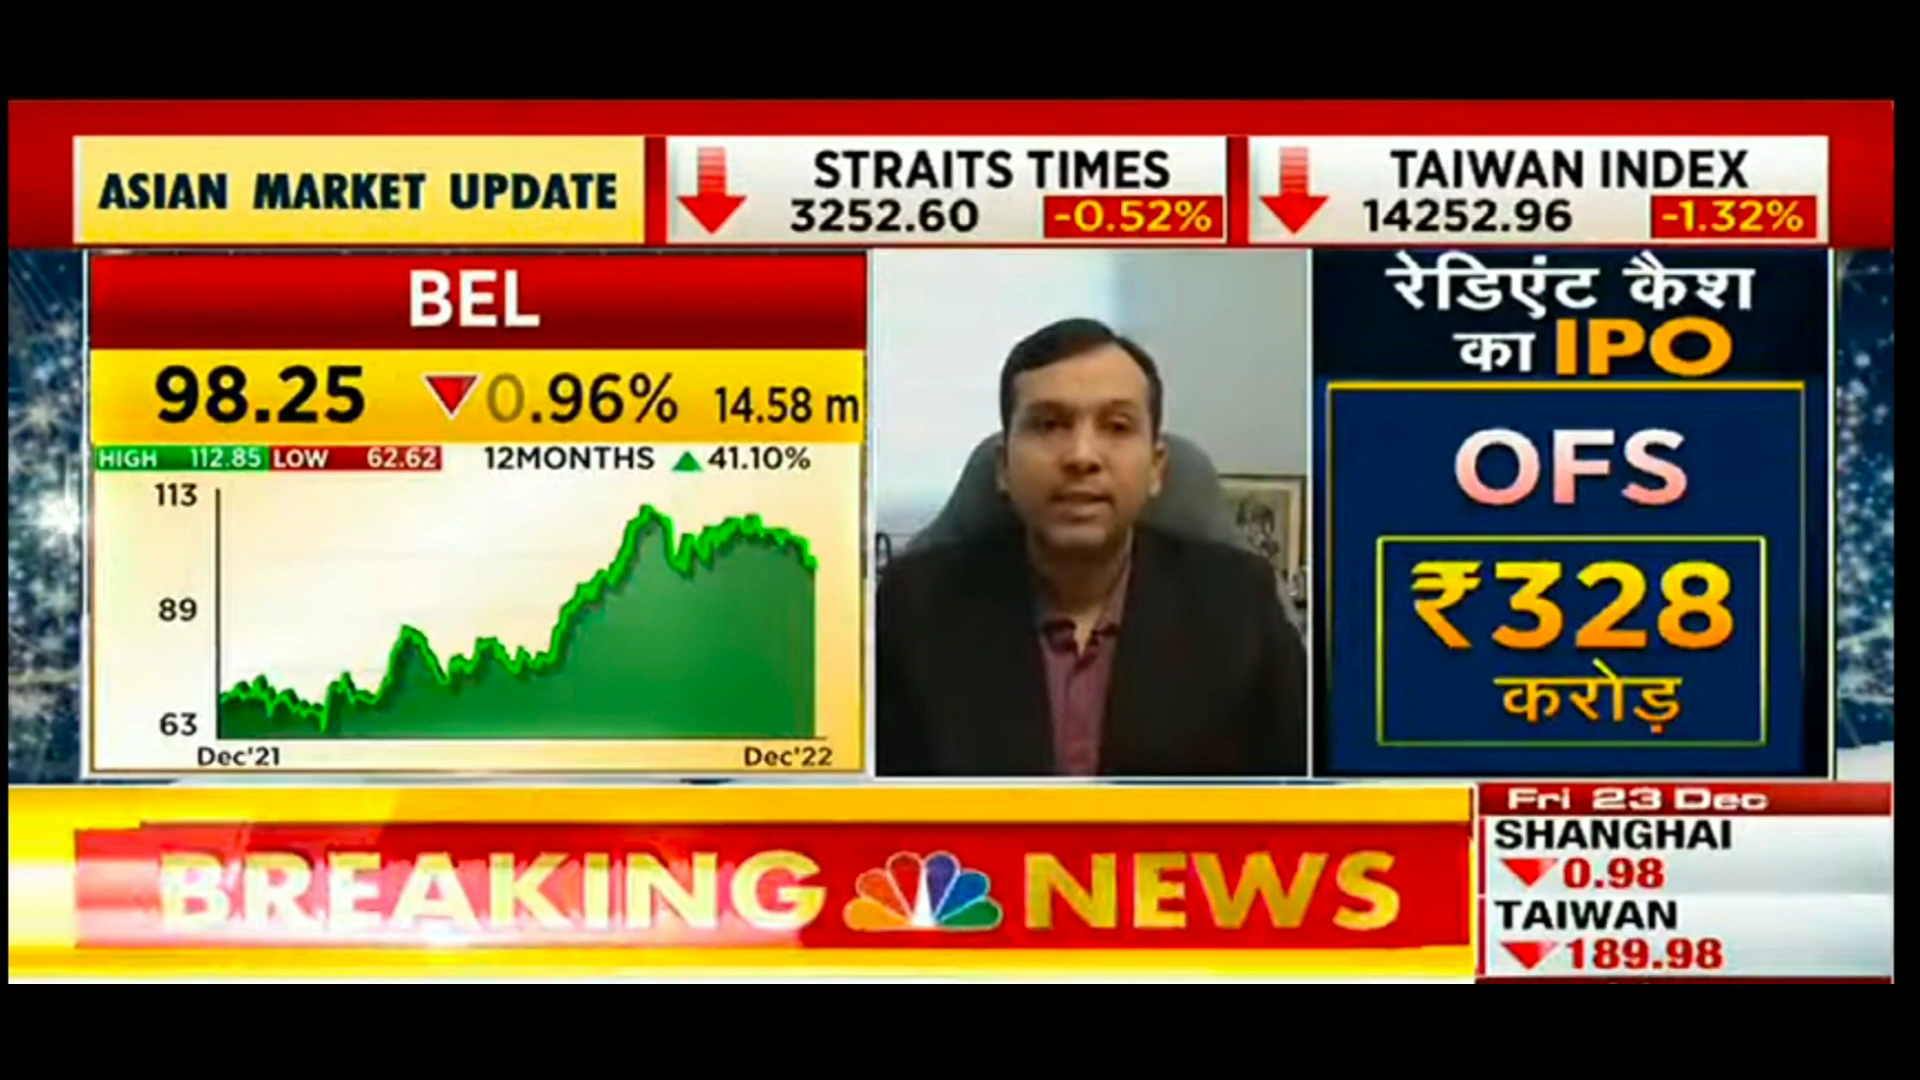 ASIAN MARKET UPDATE
STRAITS TIMES
3252.60 -0.52%
TAIWAN INDEX
14252.96 -1.32%
BEL
98.25 0.96% 14.58 m
HIGH 112.85 LOW 62.62 12MONTHS 41.10%
113
89
63
Dec'21 Dec'22
रेडिएंट कैश
का IPO
OFS
₹328
करोड़
BREAKING NEWS
Fri 23 Dec
SHANGHAI
0.98
TAIWAN
189.98